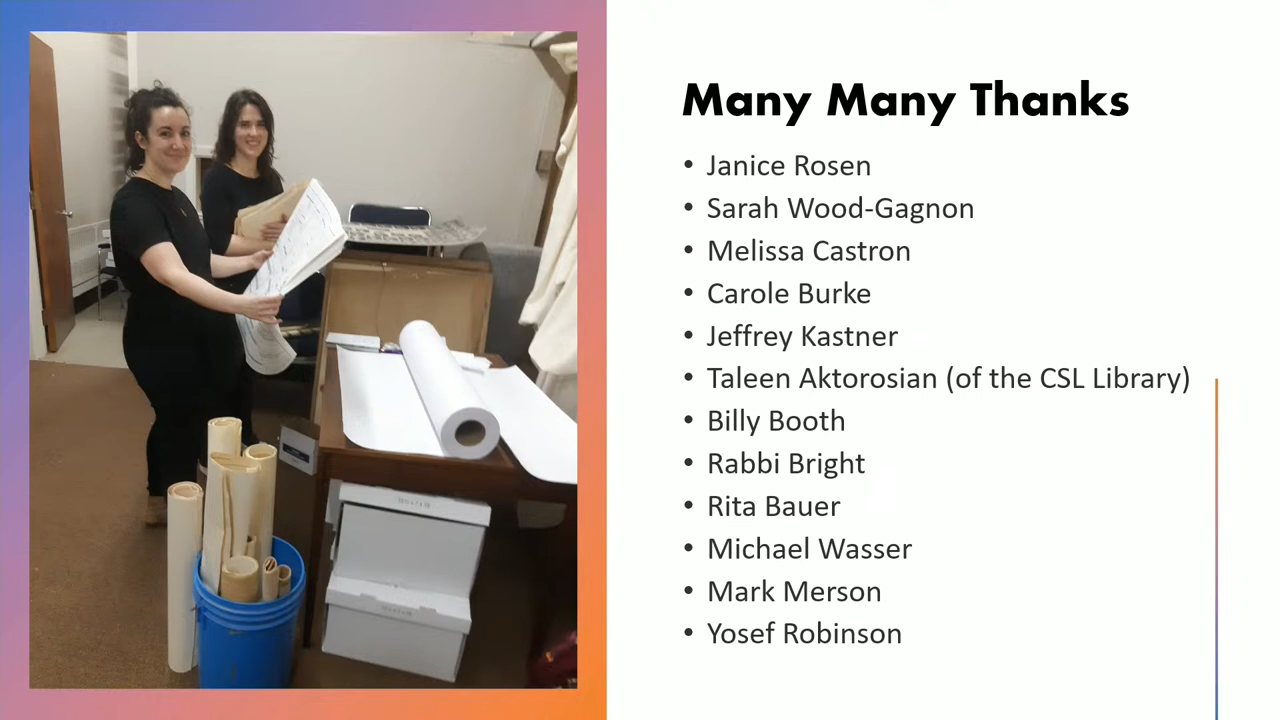 Many Many Thanks
• Janice Rosen
• Sarah Wood-Gagnon
• Melissa Castron
• Carole Burke
• Jeffrey Kastner
• Taleen Aktorosian (of the CSL Library)
• Billy Booth
• Rabbi Bright
• Rita Bauer
• Michael Wasser
• Mark Merson
• Yosef Robinson